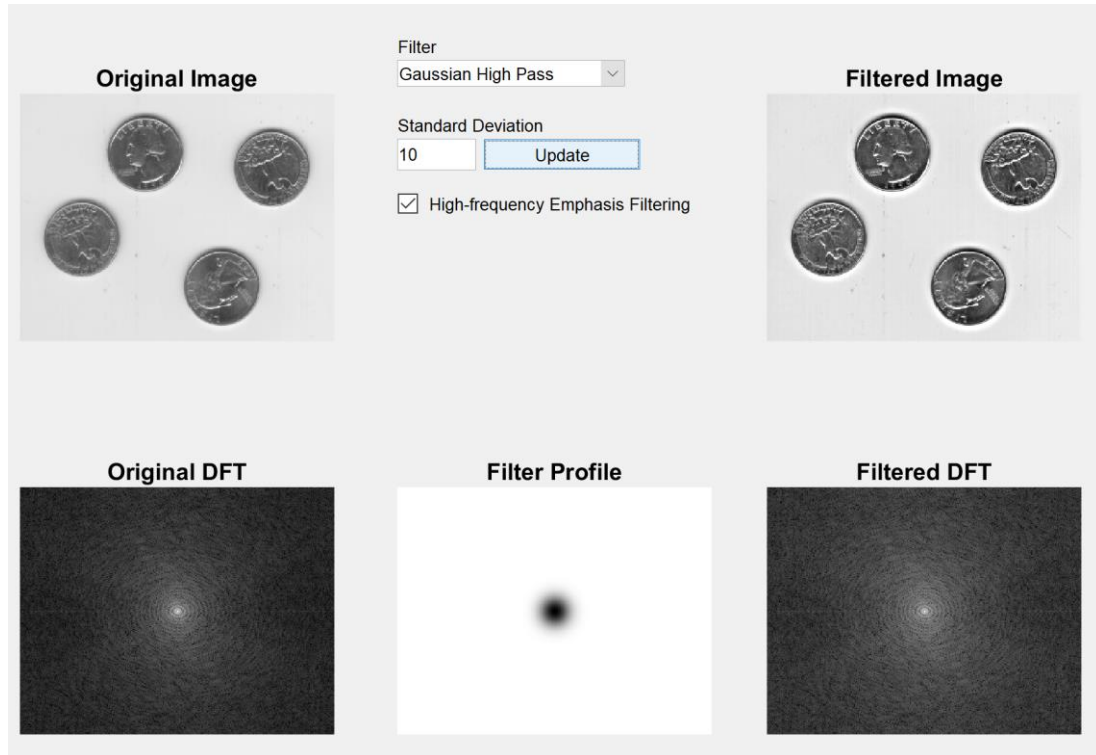 Filter
Original Image
Gaussian High Pass
Filtered Image
Standard Deviation
10
Update
High-frequency Emphasis Filtering
LIBERTY
Original DFT
Filter Profile
Filtered DFT